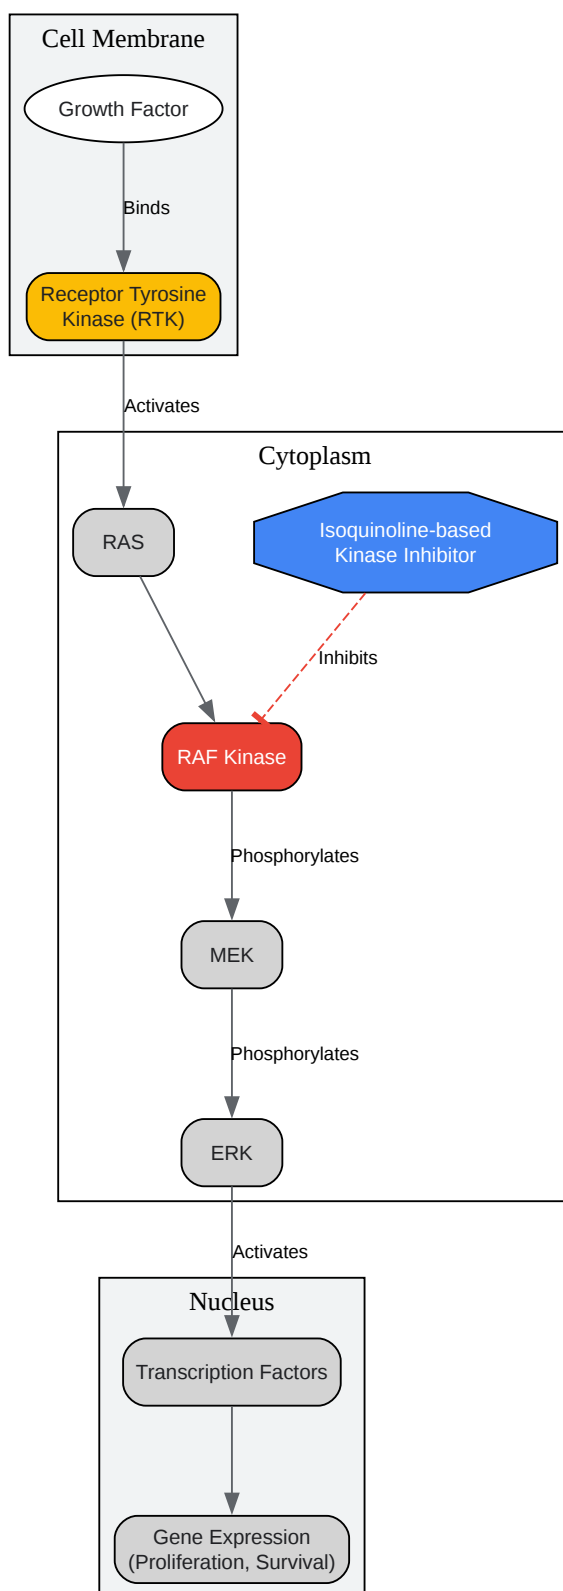 Cell Membrane
Growth Factor
Binds
Receptor Tyrosine
Kinase (RTK)
Activates
Cytoplasm
RAS
Isoquinoline-based
Kinase Inhibitor
Inhibits
RAF Kinase
Phosphorylates
MEK
Phosphorylates
ERK
Activates
Nucleus
Transcription Factors
Gene Expression
(Proliferation, Survival)